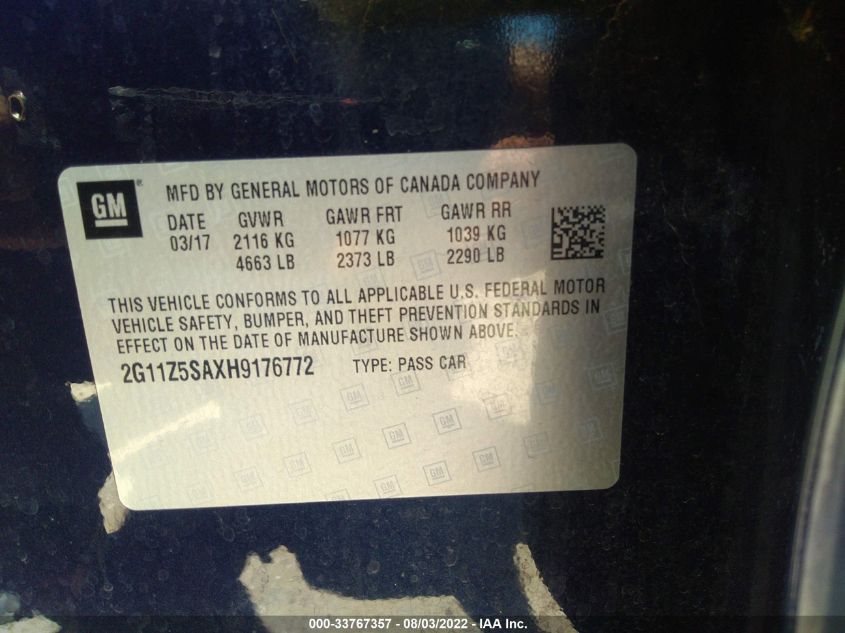 GM ®
MFD BY GENERAL MOTORS OF CANADA COMPANY
DATE GVWR GAWR FRT GAWR RR
03/17 2116 KG 1077 KG 1039 KG
4663 LB 2373 LB 2290 LB
THIS VEHICLE CONFORMS TO ALL APPLICABLE U.S. FEDERAL MOTOR
VEHICLE SAFETY, BUMPER, AND THEFT PREVENTION STANDARDS IN
EFFECT ON THE DATE OF MANUFACTURE SHOWN ABOVE.
2G11Z5SAXH9176772 TYPE: PASS CAR
000-33767357 - 08/03/2022 - IAA Inc.